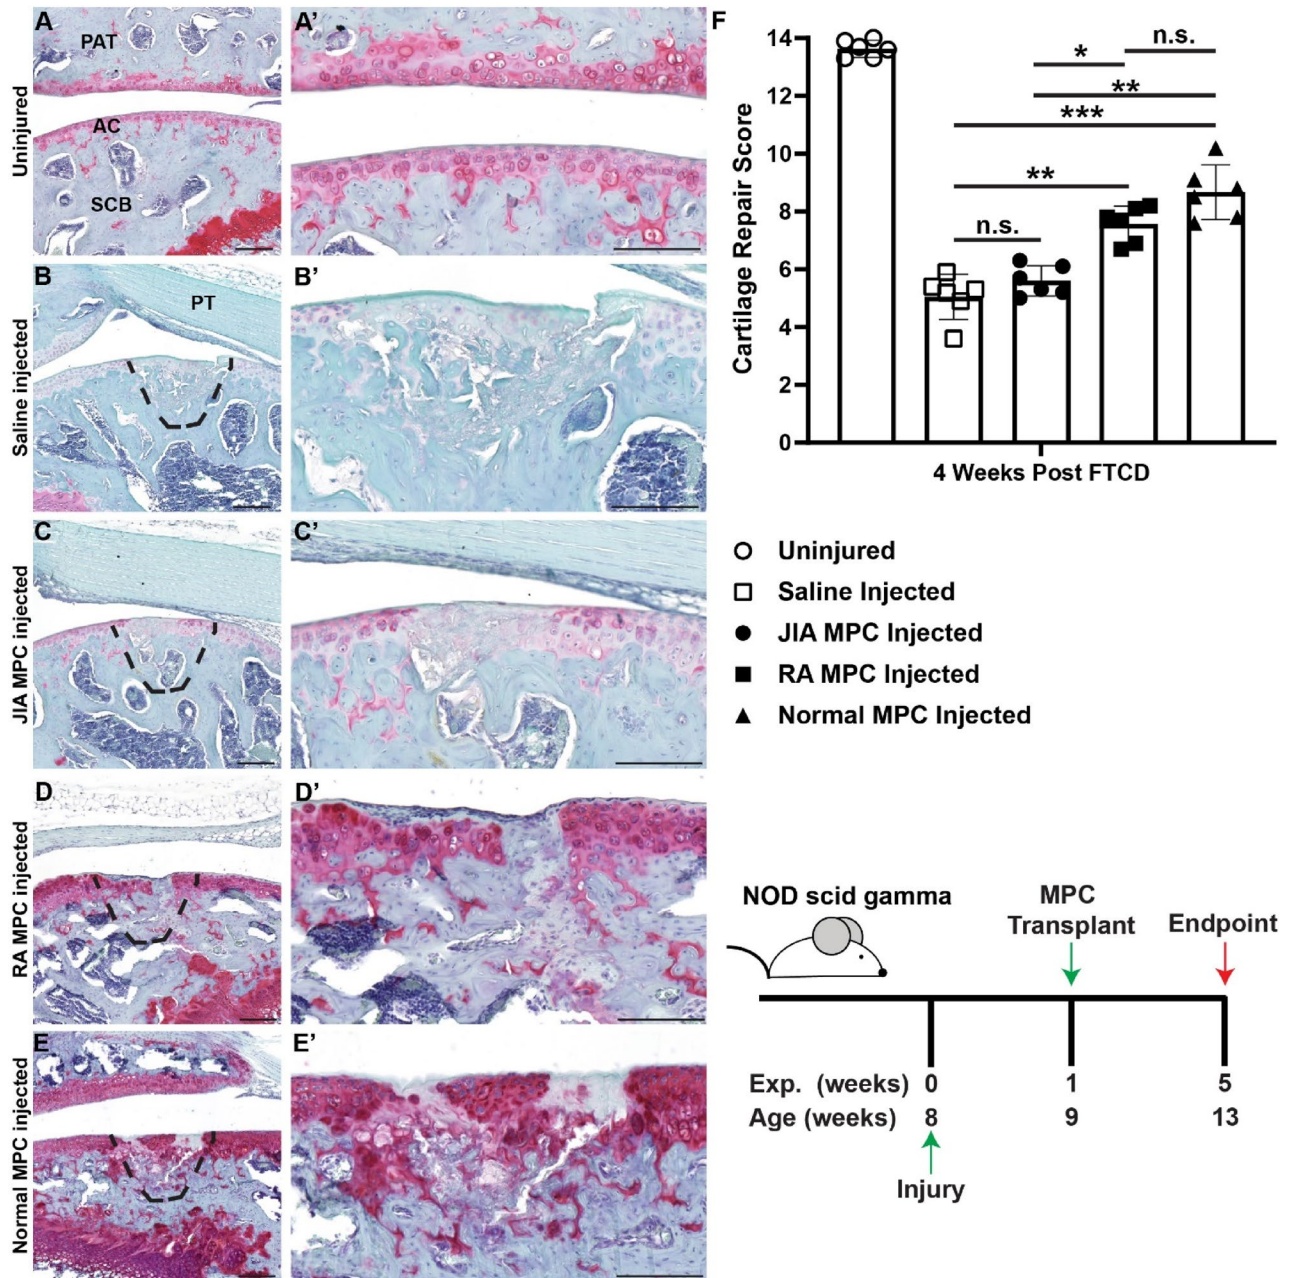 A
PAT
AC
SCB
A’
Uninjured
B
PT
B’
Saline injected
C
C’
JIA MPC injected
D
D’
RA MPC injected
E
E’
Normal MPC injected
F
Cartilage Repair Score
14
12
10
8
6
4
2
0
n.s.
*
**
***
**
n.s.
4 Weeks Post FTCD
Uninjured
Saline Injected
JIA MPC Injected
RA MPC Injected
Normal MPC Injected
NOD scid gamma
MPC
Transplant
Endpoint
Exp. (weeks) 0 1 5
Age (weeks) 8 9 13
Injury